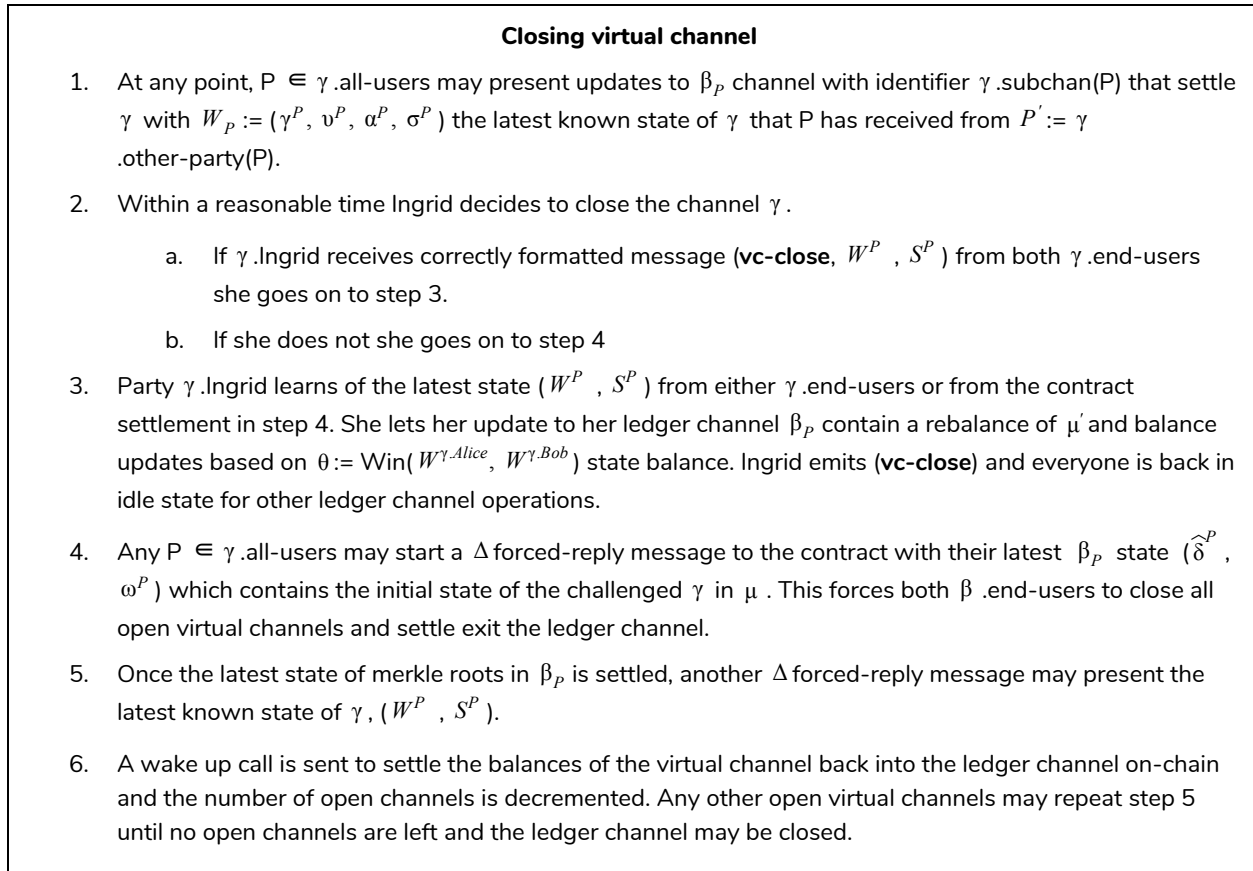 Closing virtual channel
1. At any point, P ∈ γ.all-users may present updates to β_P channel with identifier γ.subchan(P) that settle
γ with W_P := (γ^P, υ^P, α^P, σ^P) the latest known state of γ that P has received from P' := γ
.other-party(P).
2. Within a reasonable time Ingrid decides to close the channel γ.
a. If γ.Ingrid receives correctly formatted message (vc-close, W^P , S^P ) from both γ.end-users
she goes on to step 3.
b. If she does not she goes on to step 4
3. Party γ.Ingrid learns of the latest state (W^P , S^P ) from either γ.end-users or from the contract
settlement in step 4. She lets her update to her ledger channel β_P contain a rebalance of μ' and balance
updates based on θ := Win(W^{γ.Alice}, W^{γ.Bob}) state balance. Ingrid emits (vc-close) and everyone is back in
idle state for other ledger channel operations.
4. Any P ∈ γ.all-users may start a Δ forced-reply message to the contract with their latest β_P state (δ̂^P ,
ω^P ) which contains the initial state of the challenged γ in μ . This forces both β .end-users to close all
open virtual channels and settle exit the ledger channel.
5. Once the latest state of merkle roots in β_P is settled, another Δ forced-reply message may present the
latest known state of γ, (W^P , S^P ).
6. A wake up call is sent to settle the balances of the virtual channel back into the ledger channel on-chain
and the number of open channels is decremented. Any other open virtual channels may repeat step 5
until no open channels are left and the ledger channel may be closed.